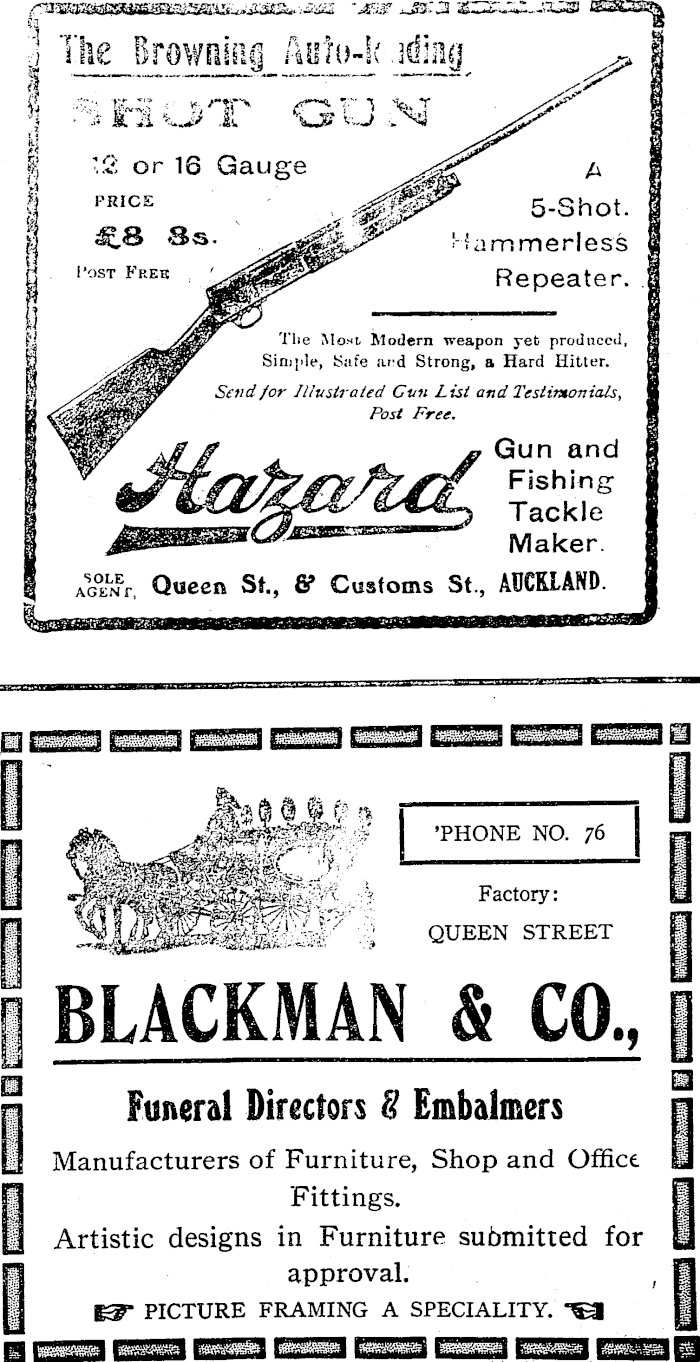 The Browning Auto-loading
SHOT GUN
12 or 16 Gauge
PRICE
£8 8s.
POST FREE
A
5-Shot.
Hammerless
Repeater.
The Most Modern weapon yet produced,
Simple, Safe and Strong, a Hard Hitter.
Send for Illustrated Gun List and Testimonials,
Post Free.
Hazard
Gun and
Fishing
Tackle
Maker.
SOLE AGENT, Queen St., & Customs St., AUCKLAND.
'PHONE NO. 76
Factory:
QUEEN STREET
BLACKMAN & CO.,
Funeral Directors & Embalmers
Manufacturers of Furniture, Shop and Office
Fittings.
Artistic designs in Furniture submitted for
approval.
PICTURE FRAMING A SPECIALITY.